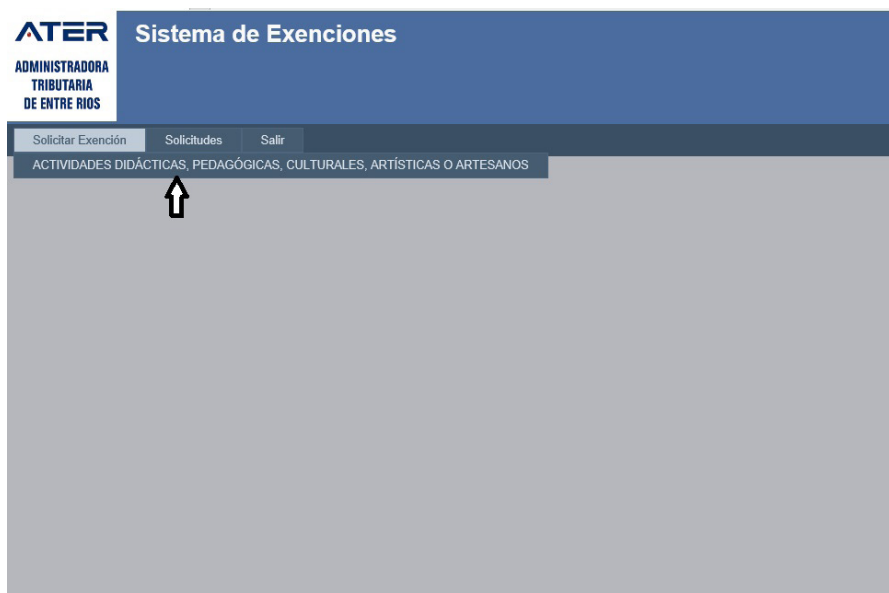 ATER
ADMINISTRADORA
TRIBUTARIA
DE ENTRE RIOS
Sistema de Exenciones
Solicitar Exención Solicitudes Salir
ACTIVIDADES DIDÁCTICAS, PEDAGÓGICAS, CULTURALES, ARTÍSTICAS O ARTESANOS